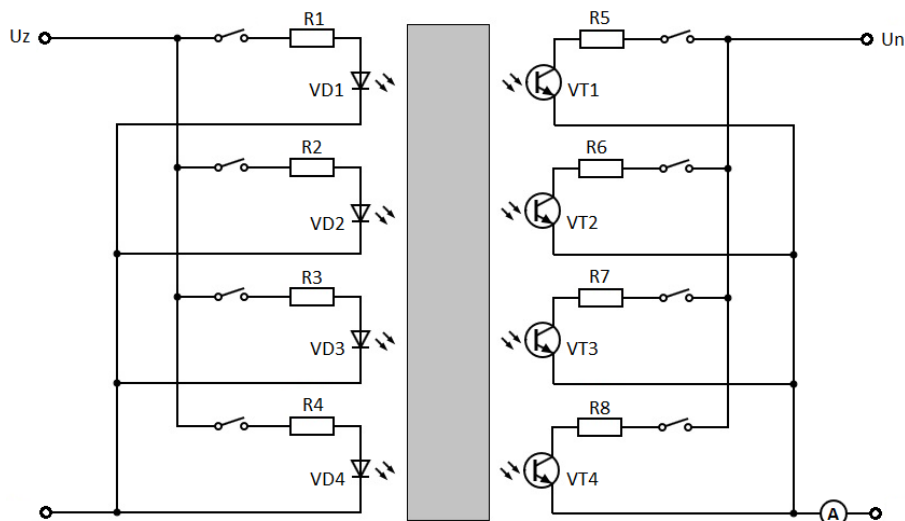 Uz
R1
VD1
R5
VT1
Un
R2
VD2
R6
VT2
R3
VD3
R7
VT3
R4
VD4
R8
VT4
A